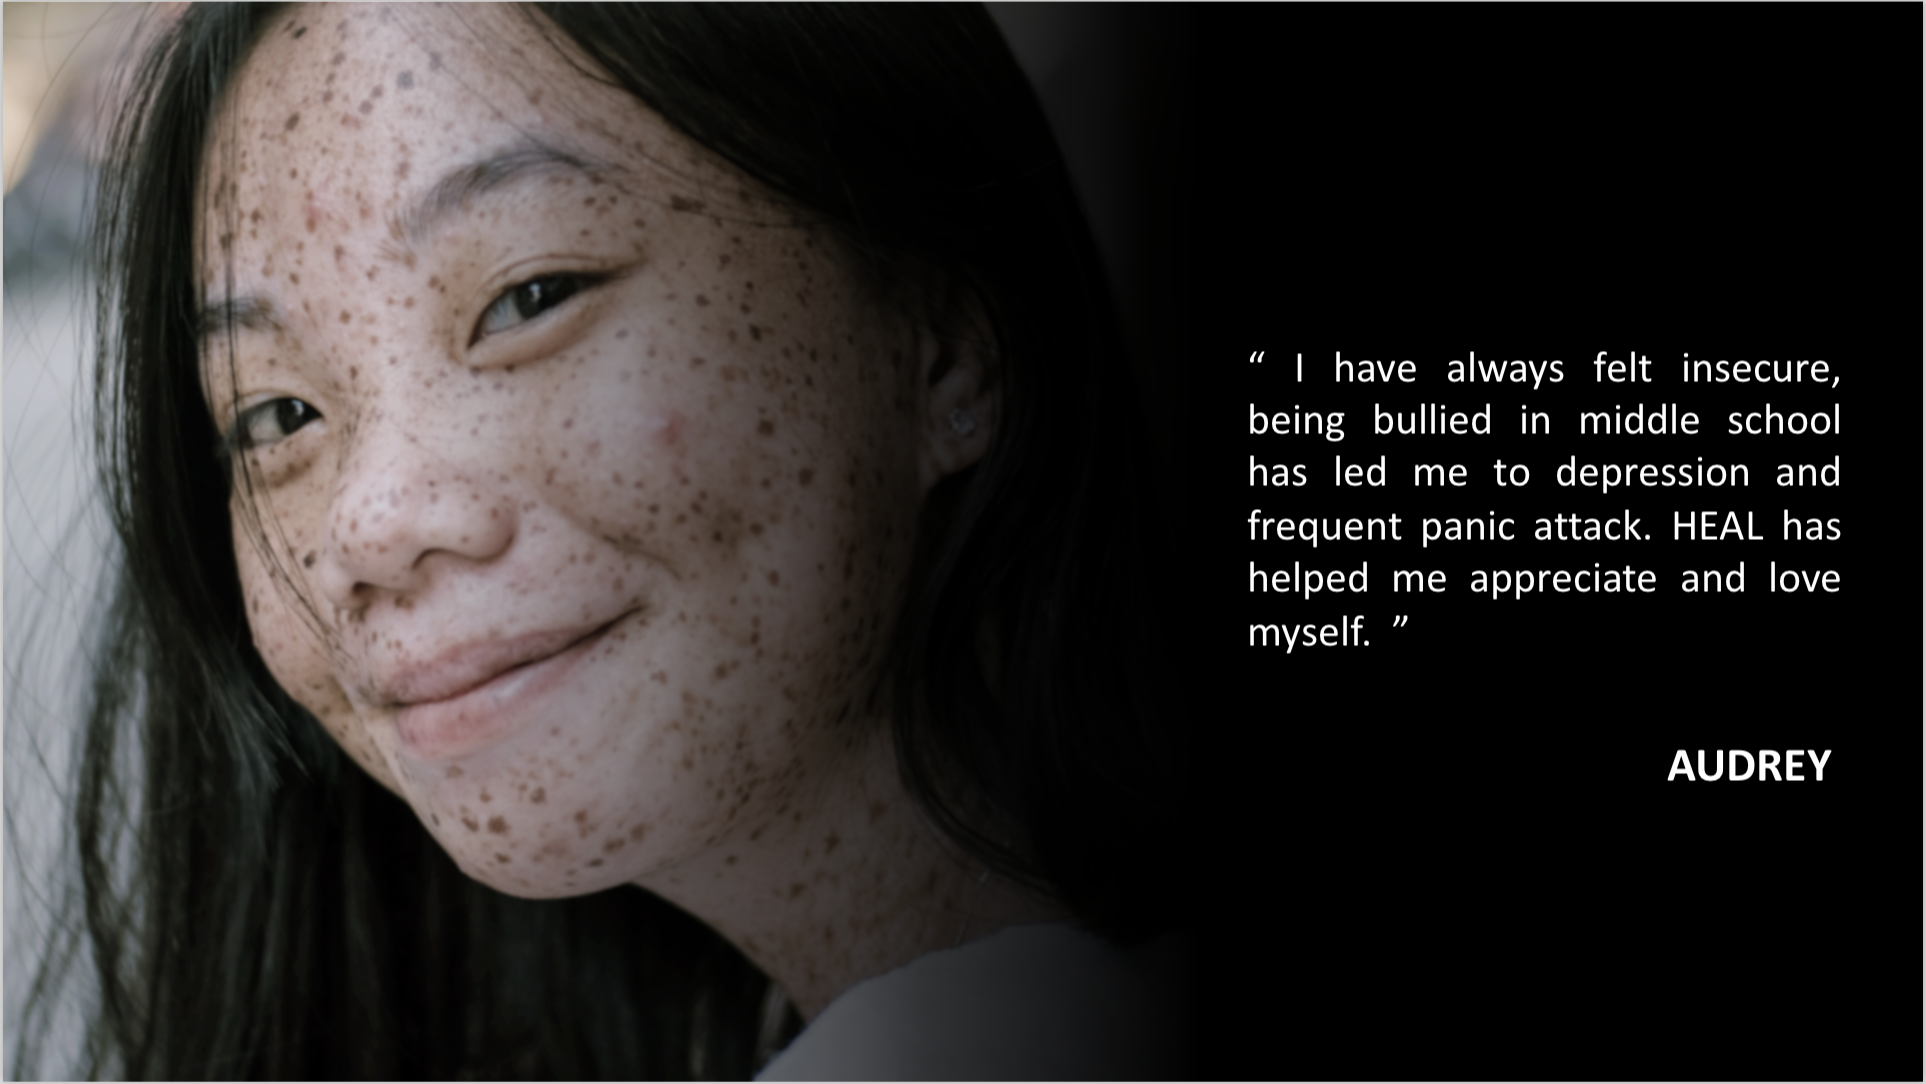 “ I have always felt insecure,
being bullied in middle school
has led me to depression and
frequent panic attack. HEAL has
helped me appreciate and love
myself. ”
AUDREY